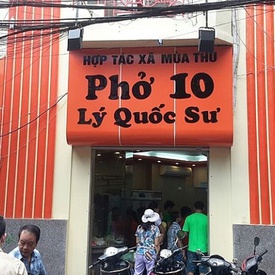 HỢP TÁC XÃ MÙA THU
Phở 10
Lý Quốc Sư